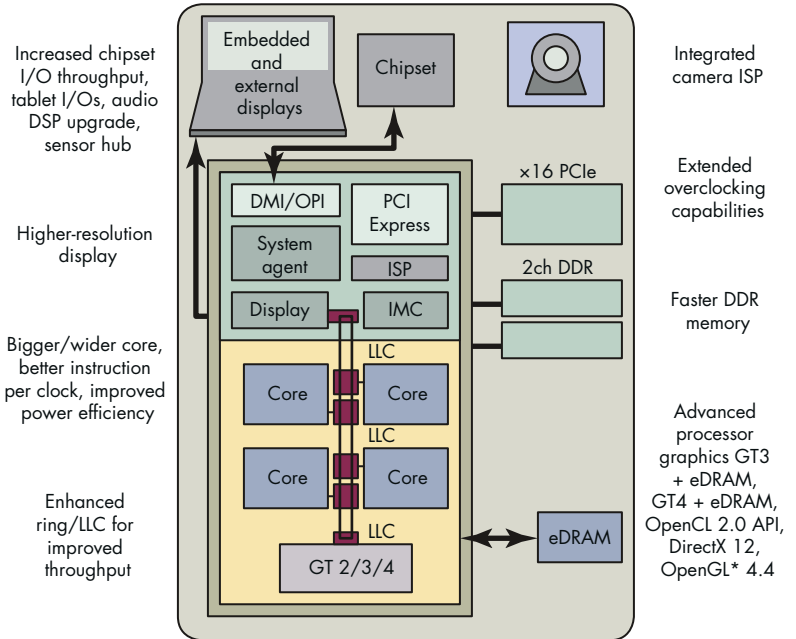 Increased chipset
I/O throughput,
tablet I/Os, audio
DSP upgrade,
sensor hub
Higher-resolution
display
Bigger/wider core,
better instruction
per clock, improved
power efficiency
Enhanced
ring/LLC for
improved
throughput
Embedded
and
external
displays
Chipset
DMI/OPI
PCI
Express
System
agent
ISP
Display
IMC
LLC
Core
Core
LLC
Core
Core
LLC
GT 2/3/4
×16 PCIe
2ch DDR
eDRAM
Integrated
camera ISP
Extended
overclocking
capabilities
Faster DDR
memory
Advanced
processor
graphics GT3
+ eDRAM,
GT4 + eDRAM,
OpenCL 2.0 API,
DirectX 12,
OpenGL* 4.4